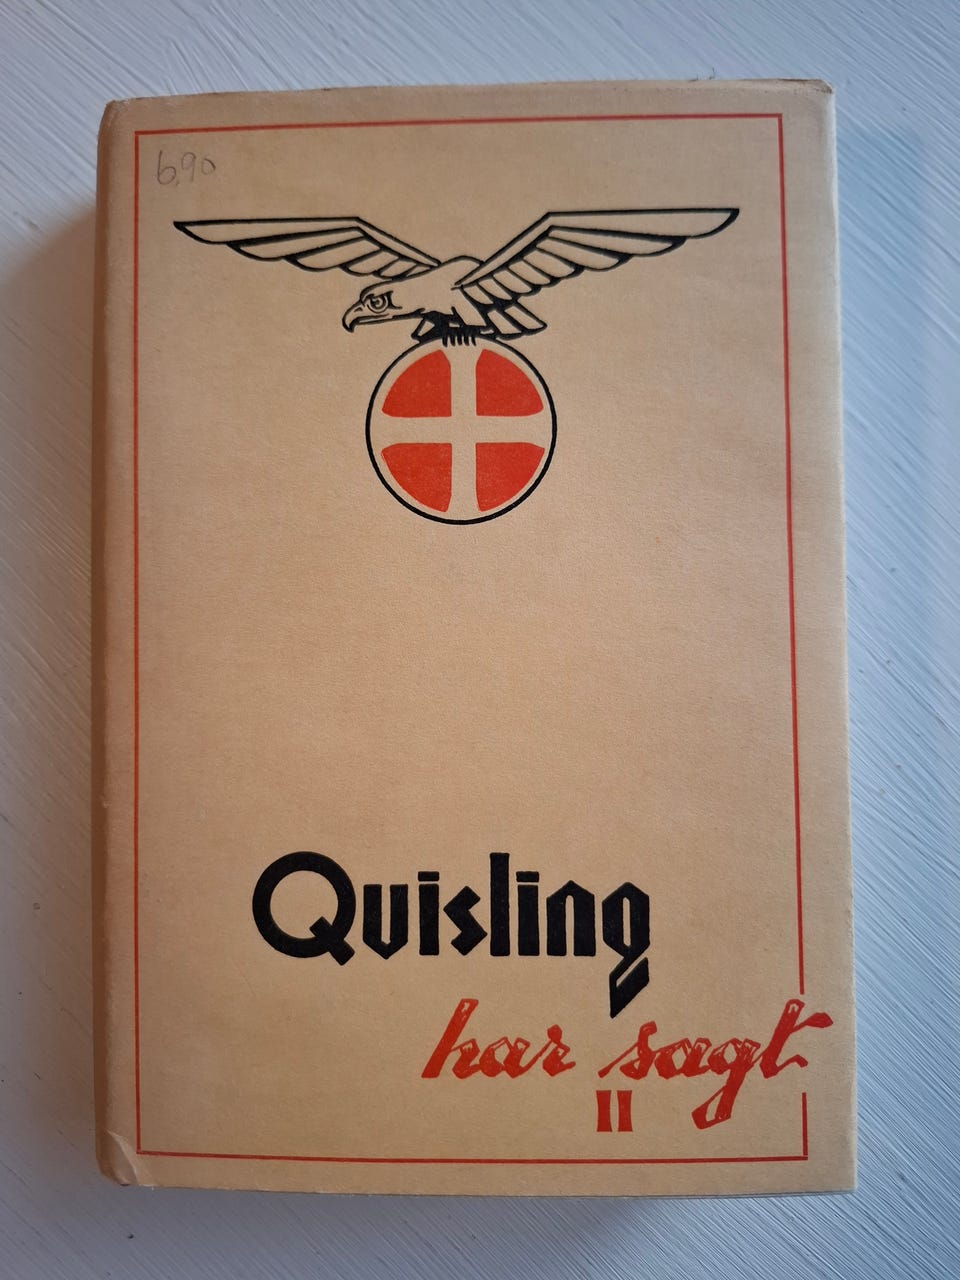 6,90
Quisling
har sagt
II